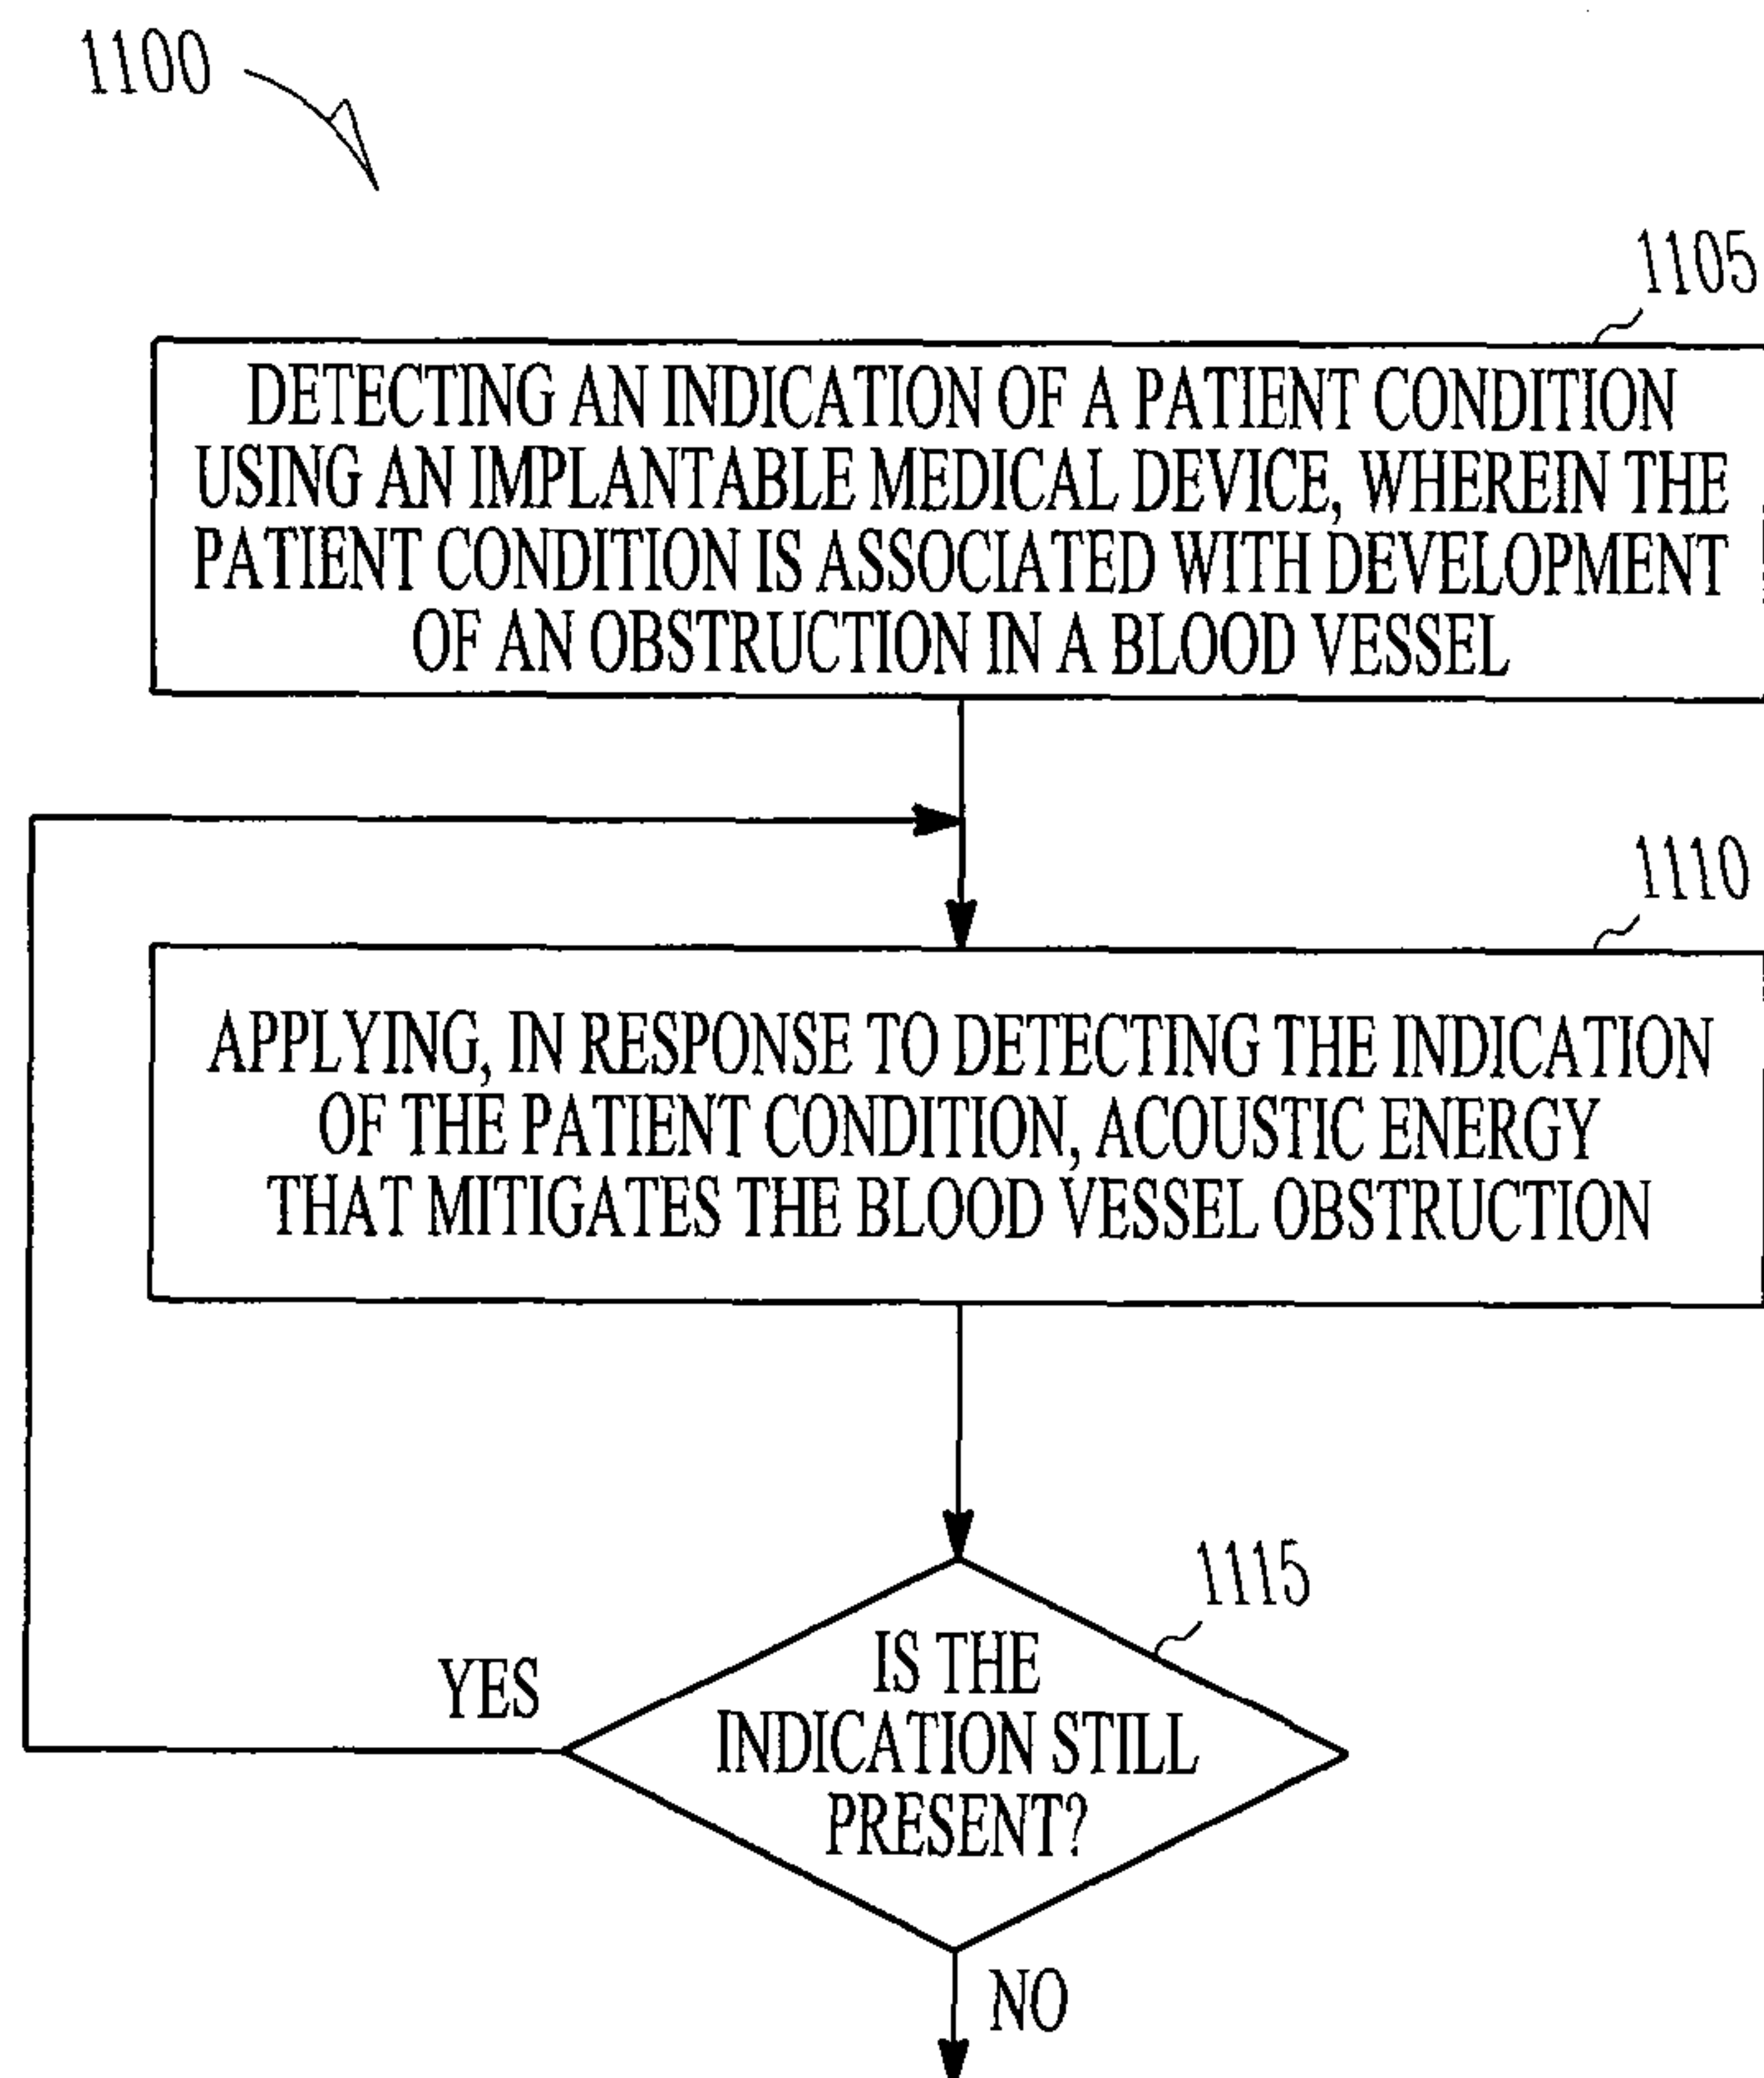 1100
1105
DETECTING AN INDICATION OF A PATIENT CONDITION
USING AN IMPLANTABLE MEDICAL DEVICE, WHEREIN THE
PATIENT CONDITION IS ASSOCIATED WITH DEVELOPMENT
OF AN OBSTRUCTION IN A BLOOD VESSEL
1110
APPLYING, IN RESPONSE TO DETECTING THE INDICATION
OF THE PATIENT CONDITION, ACOUSTIC ENERGY
THAT MITIGATES THE BLOOD VESSEL OBSTRUCTION
1115
IS THE
INDICATION STILL
PRESENT?
YES
NO